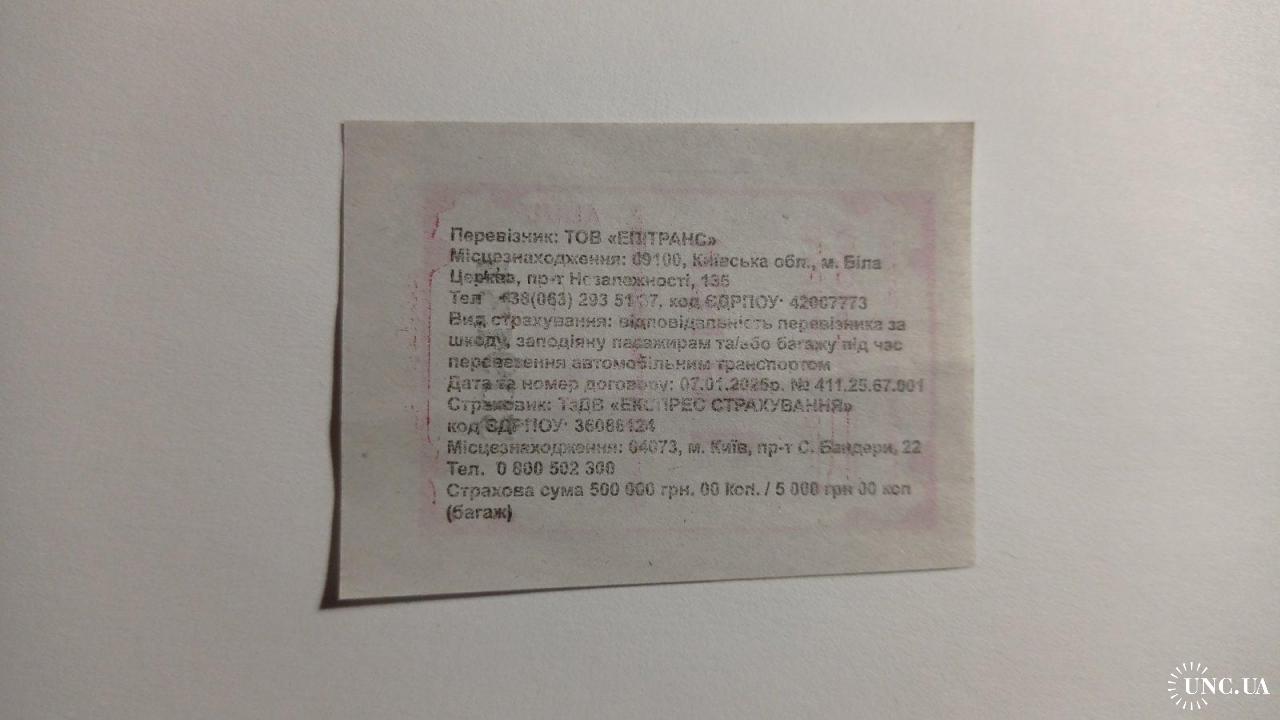 Перевізник: ТОВ «ЕПІТРАНС»
Місцезнаходження: 09100, Київська обл., м. Біла
Церква, пр-т Незалежності, 135
Тел +38(063) 293 51 37, код ЄДРПОУ: 42067773
Вид страхування: відповідальність перевізника за
шкоду, заподіяну пасажирам та/або багажу під час
перевезення автомобільним транспортом
Дата та номер договору: 07.01.2025р. № 411.25.67.001
Страховик: ТзДВ «ЕКСПРЕС СТРАХУВАННЯ»
код ЄДРПОУ: 36086124
Місцезнаходження: 04073, м. Київ, пр-т С. Бандери, 22
Тел. 0 800 502 300
Страхова сума 500 000 грн. 00 коп. / 5 000 грн 00 коп
(багаж)
UNC.UA